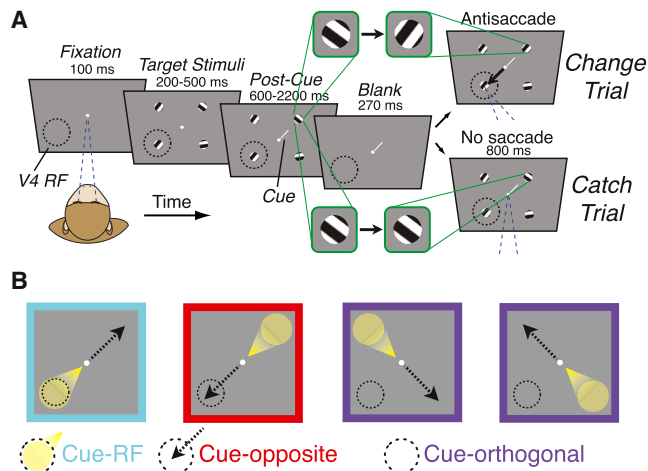 A
Fixation
100 ms
Target Stimuli
200-500 ms
Post-Cue
600-2200 ms
Blank
270 ms
Antisaccade
Change
Trial
No saccade
800 ms
Catch
Trial
V4 RF
Cue
Time
B
Cue-RF
Cue-opposite
Cue-orthogonal